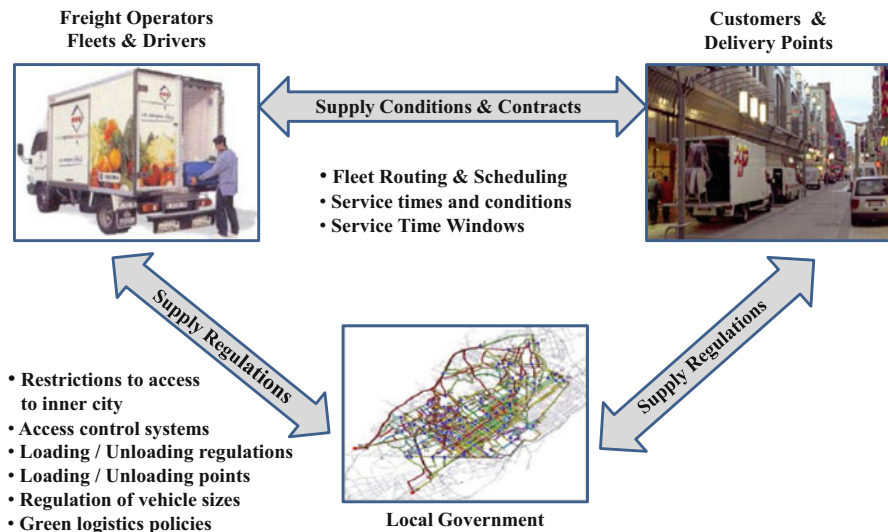 Freight Operators
Fleets & Drivers
Customers &
Delivery Points
Supply Conditions & Contracts
• Fleet Routing & Scheduling
• Service times and conditions
• Service Time Windows
Supply Regulations
Supply Regulations
• Restrictions to access
to inner city
• Access control systems
• Loading / Unloading regulations
• Loading / Unloading points
• Regulation of vehicle sizes
• Green logistics policies
Local Government